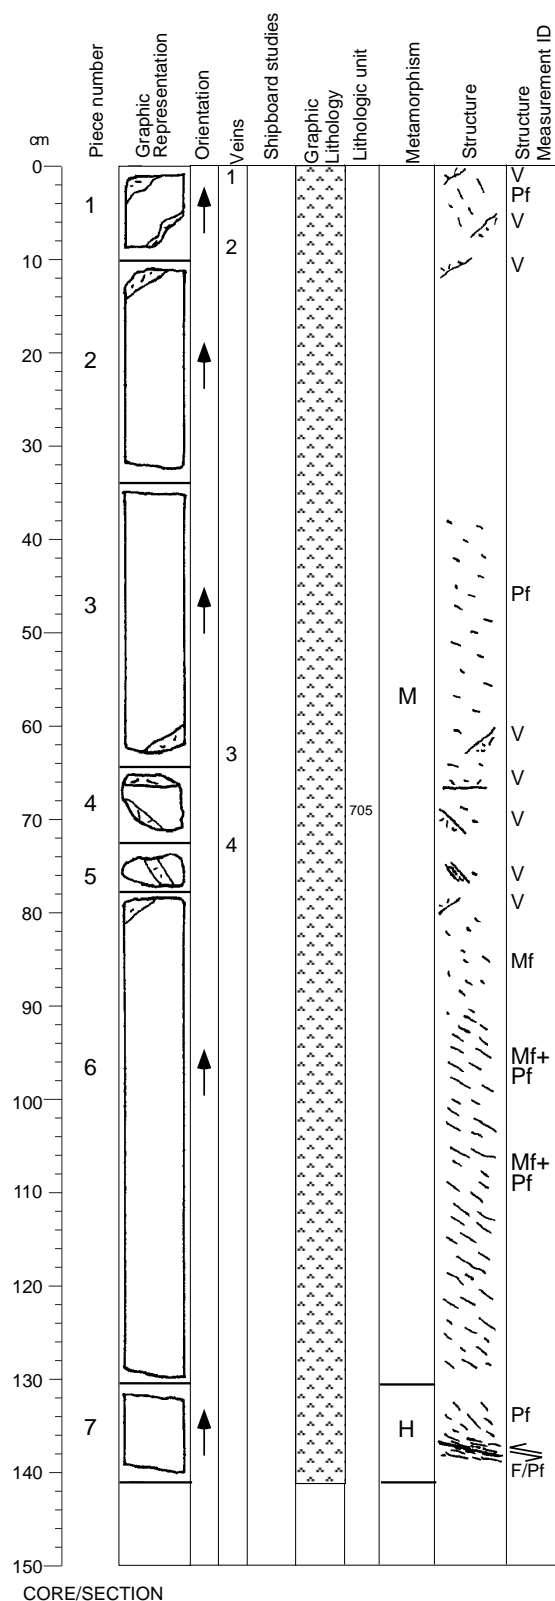 cm
Piece number
Graphic
Representation
Orientation
Veins
Shipboard studies
Graphic
Lithology
Lithologic unit
Metamorphism
Structure
Structure
Measurement ID
0
1
V
Pf
1
V
2
10
V
20
2
30
40
3
Pf
50
M
60
V
3
V
4
705
70
V
4
5
V
V
80
Mf
90
6
Mf+
Pf
100
Mf+
Pf
110
120
130
7
H
Pf
F/Pf
140
150
CORE/SECTION